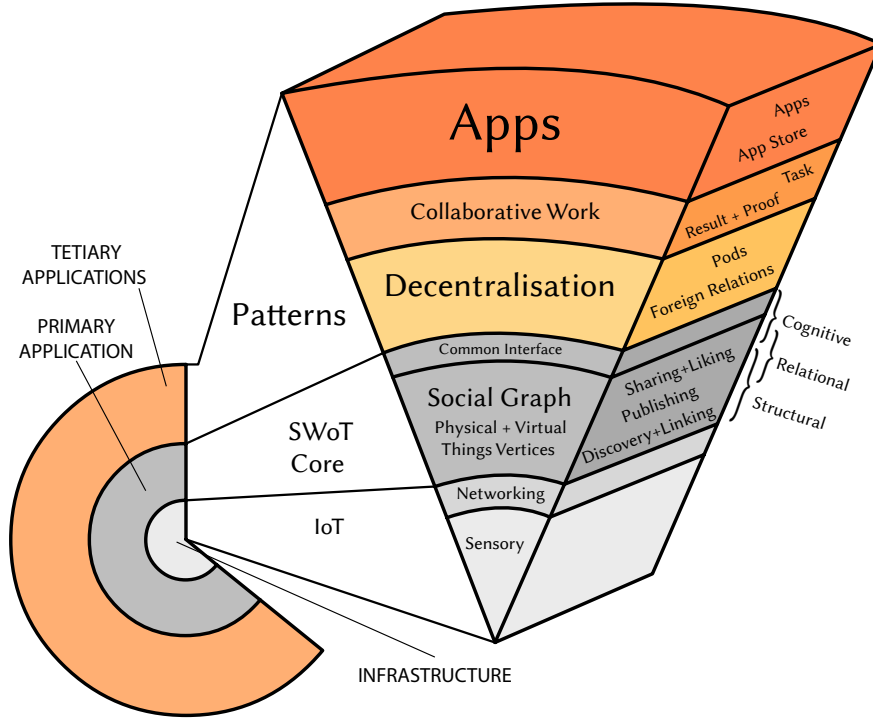 Apps
Collaborative Work
Decentralisation
Common Interface
Social Graph
Physical + Virtual
Things Vertices
Networking
Sensory
Apps
App Store
Task
Result + Proof
Pods
Foreign Relations
Sharing+Liking
Publishing
Discovery+Linking
Cognitive
Relational
Structural
Patterns
SWoT
Core
IoT
TETIARY
APPLICATIONS
PRIMARY
APPLICATION
INFRASTRUCTURE